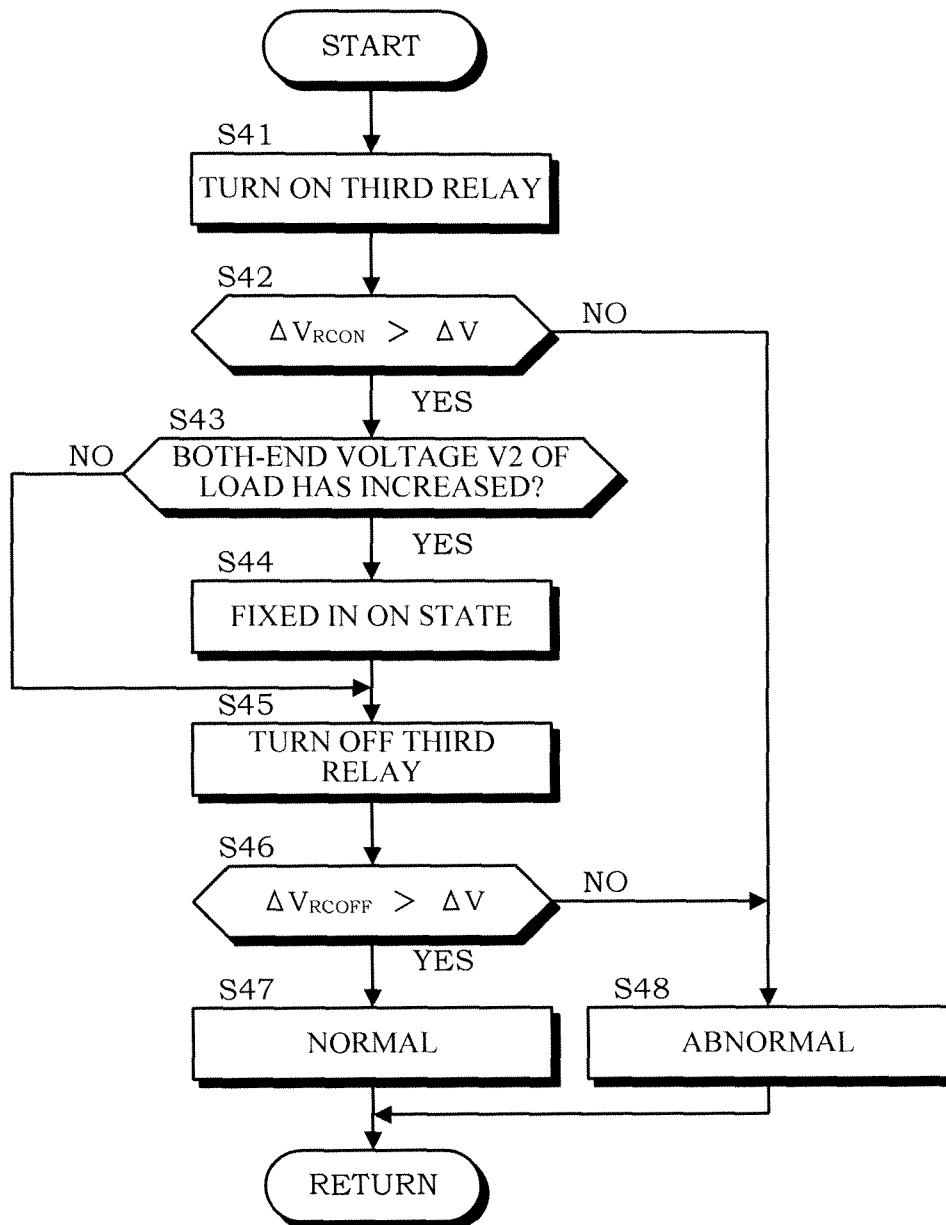 START
S41
TURN ON THIRD RELAY
S42
ΔVRCON > ΔV
NO
YES
S43
NO
BOTH-END VOLTAGE V2 OF
LOAD HAS INCREASED?
YES
S44
FIXED IN ON STATE
S45
TURN OFF THIRD
RELAY
S46
ΔVRCOFF > ΔV
NO
YES
S47
NORMAL
S48
ABNORMAL
RETURN